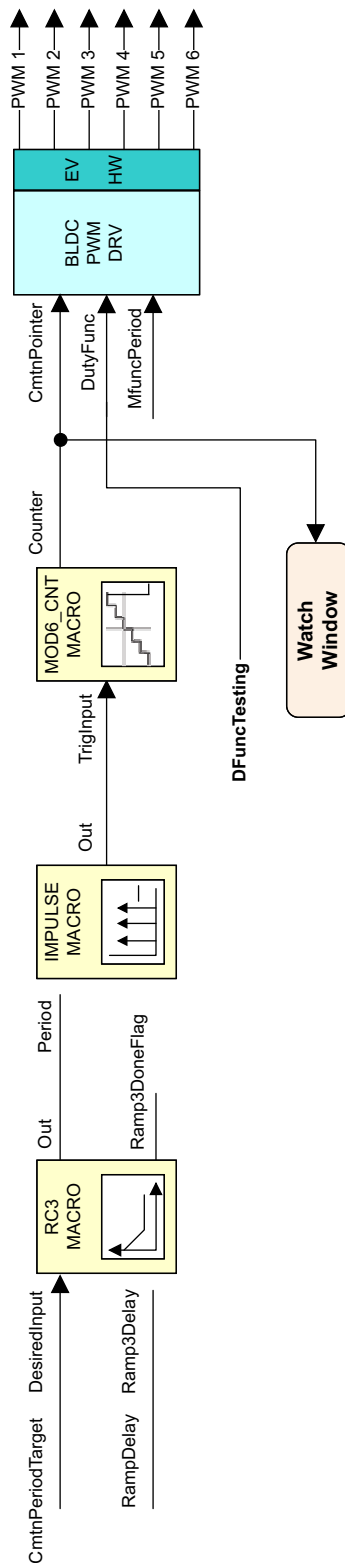 CmtnPeriodTarget
DesiredInput
RampDelay
Ramp3Delay
RC3
MACRO
Out
Period
Ramp3DoneFlag
IMPULSE
MACRO
Out
TrigInput
MOD6_CNT
MACRO
Counter
CmtnPointer
DutyFunc
MfuncPeriod
DFuncTesting
Watch
Window
BLDC
PWM
DRV
EV
HW
PWM 1
PWM 2
PWM 3
PWM 4
PWM 5
PWM 6